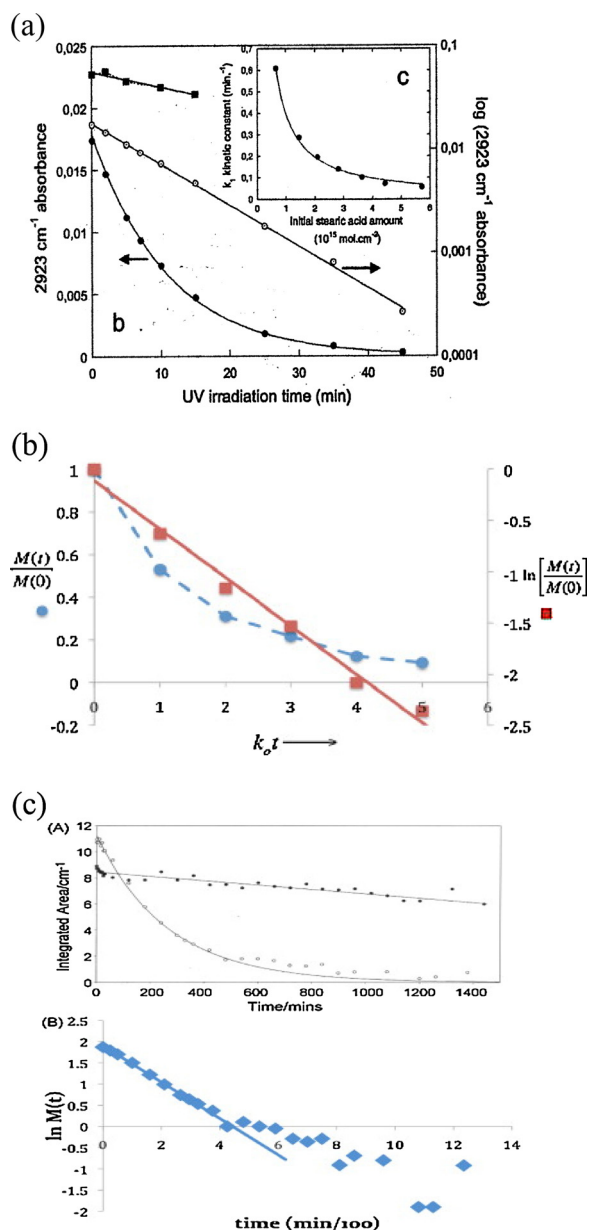 (a)
0,025
0,02
0,015
0,01
0,005
0
2923 cm⁻¹ absorbance
0 10 20 30 40 50
UV irradiation time (min)
b
0,1
0,01
0,001
0,0001
log (2923 cm⁻¹ absorbance)
c
0,7
0,6
0,5
0,4
0,3
0,2
0,1
0
k₁ kinetic constant (min.⁻¹)
0 1 2 3 4 5 6
Initial stearic acid amount
(10¹⁵ mol.cm⁻²)
(b)
1
0.8
0.6
0.4
0.2
0
-0.2
M(t)
M(0)
0
-0.5
-1
-1.5
-2
-2.5
ln[M(t)/M(0)]
0 1 2 3 4 5 6
kₒt
(c)
(A)
12
10
8
6
4
2
0
Integrated Area/cm⁻¹
0 200 400 600 800 1000 1200 1400
Time/mins
(B)
2.5
2
1.5
1
0.5
0
-0.5
-1
-1.5
-2
ln M(t)
0 2 4 6 8 10 12 14
time (min/100)